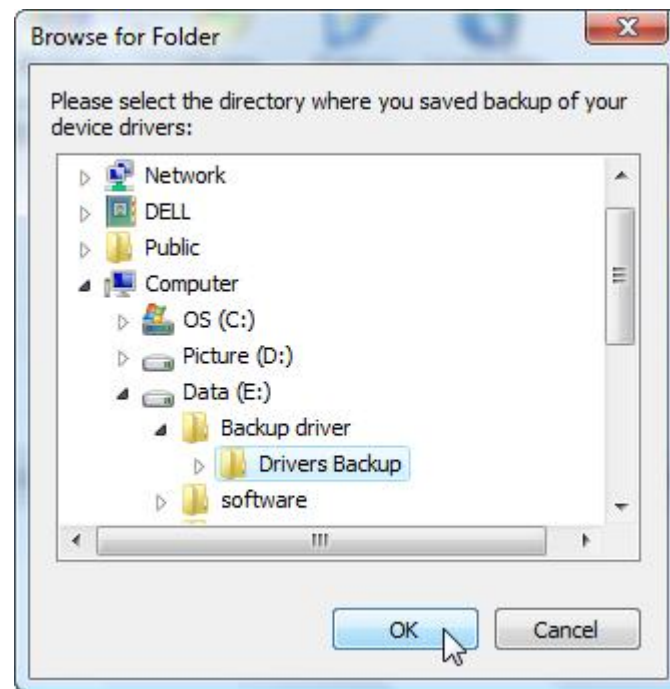 Browse for Folder
Please select the directory where you saved backup of your
device drivers:
Network
DELL
Public
Computer
OS (C:)
Picture (D:)
Data (E:)
Backup driver
Drivers Backup
software
OK Cancel